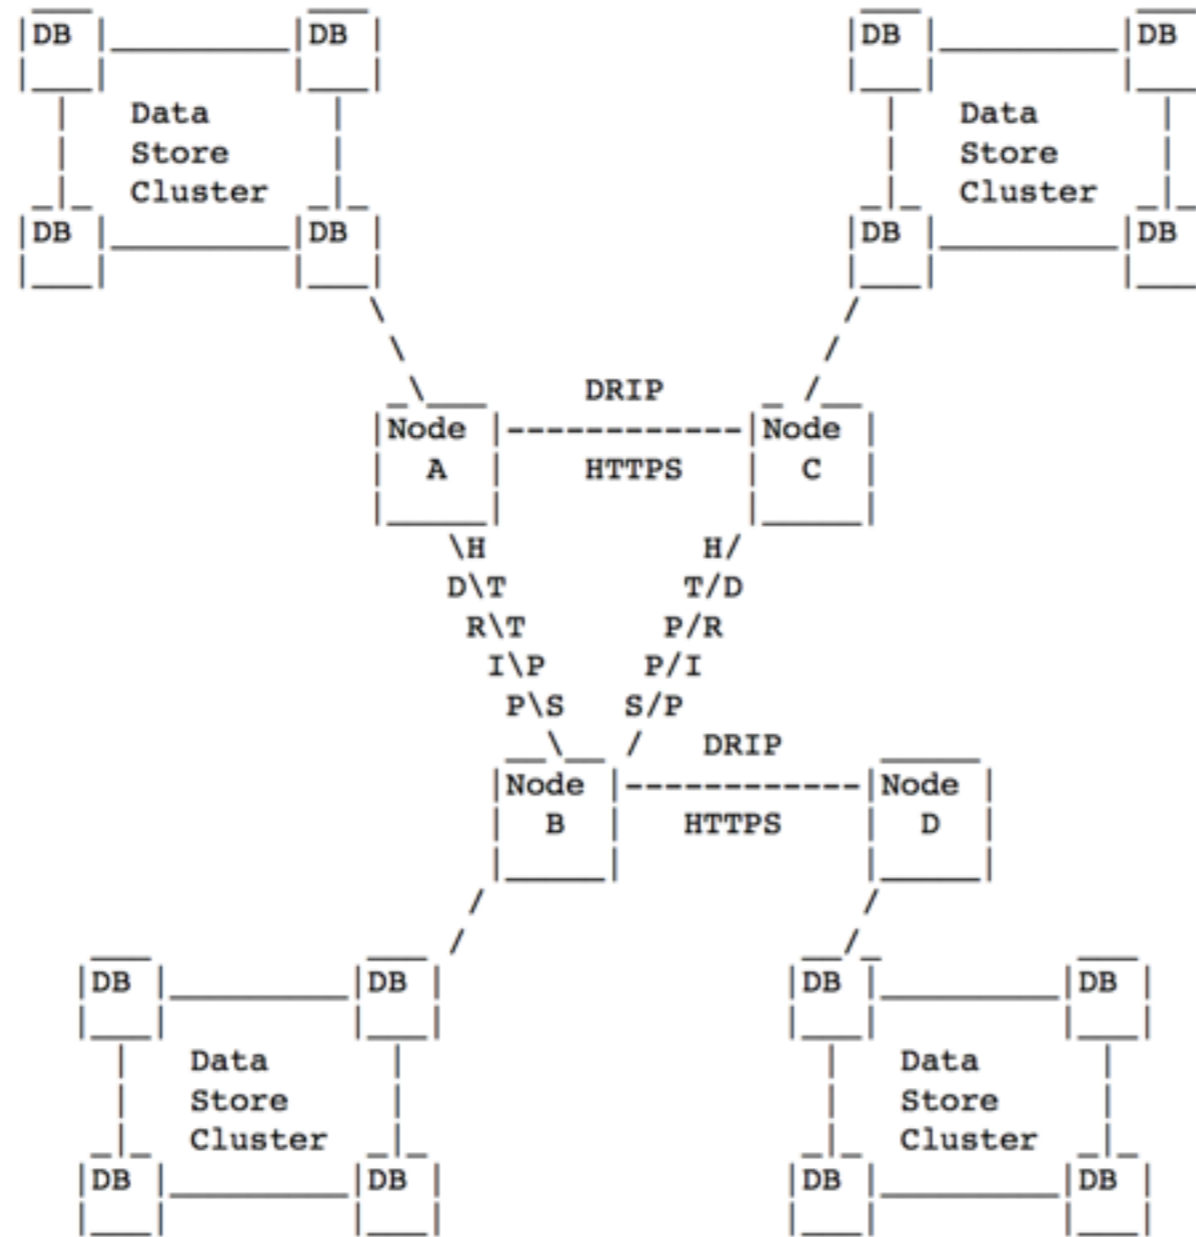 DB DB DB DB
Data Data
Store Store
Cluster Cluster
DB DB DB DB
DRIP
Node Node
A HTTPS C
\H H/
D\T T/D
R\T P/R
I\P P/I
P\S S/P
\ / DRIP
Node Node
B HTTPS D
DB DB DB DB
Data Data
Store Store
Cluster Cluster
DB DB DB DB